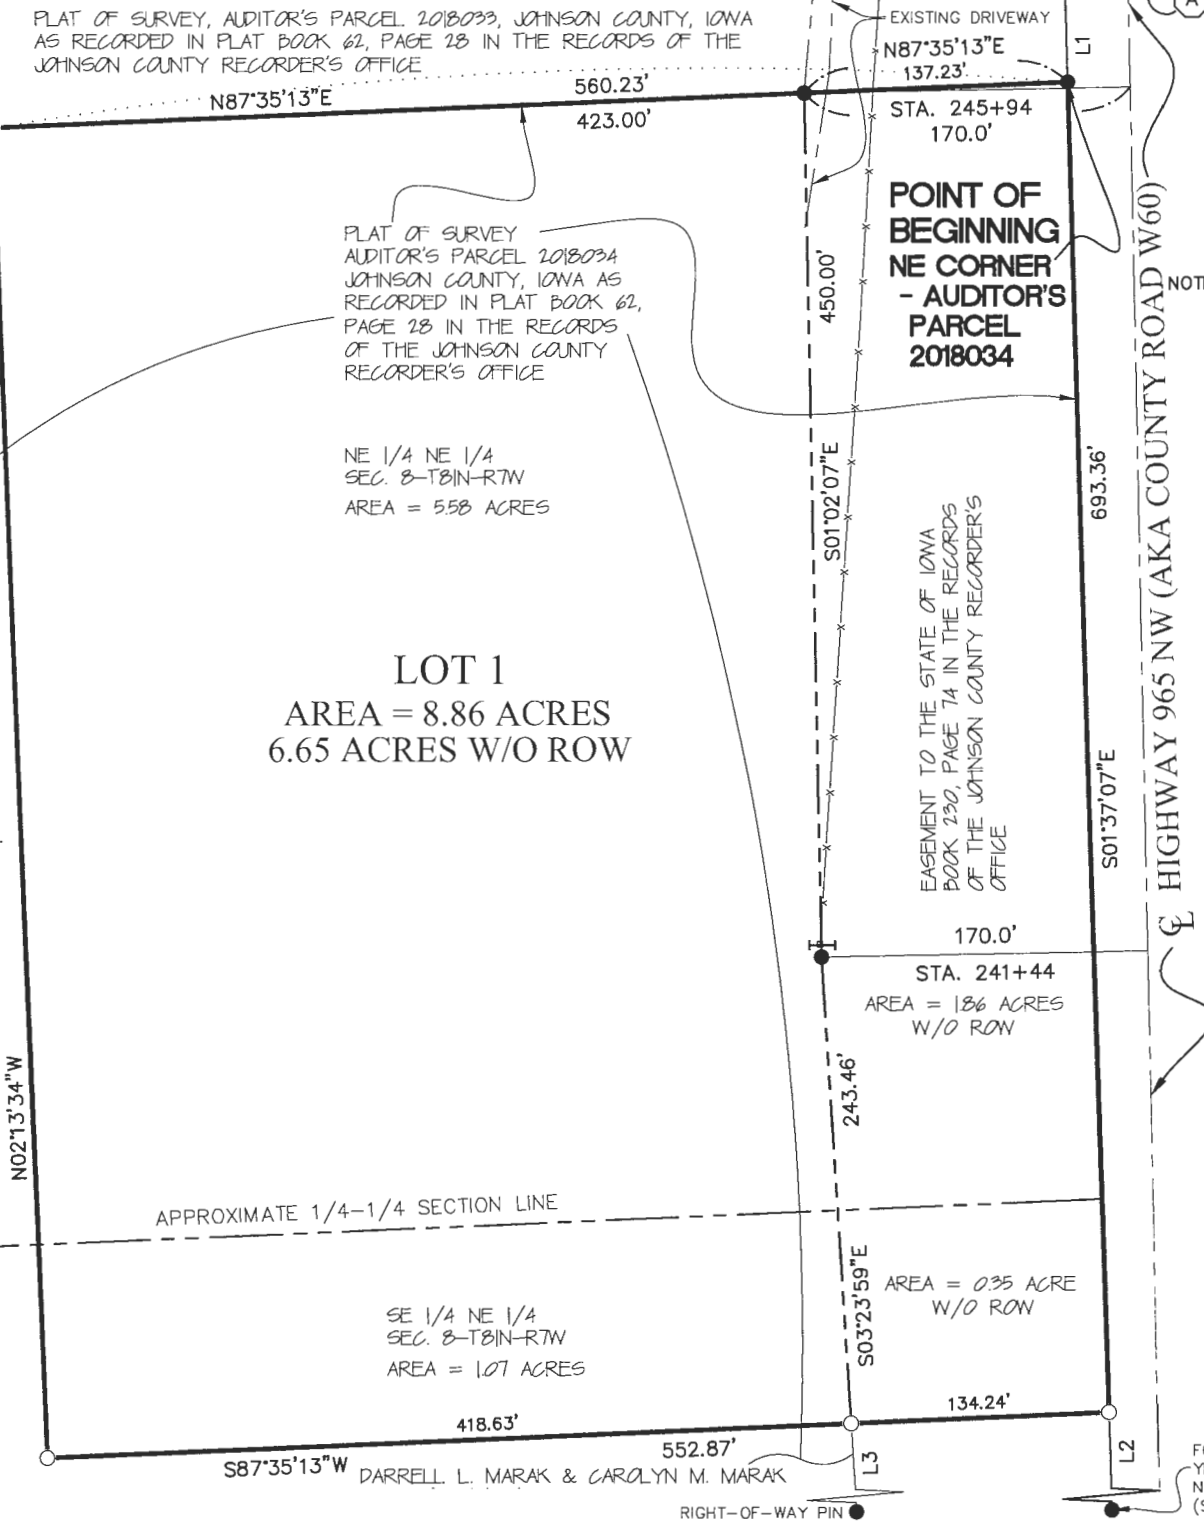 PLAT OF SURVEY, AUDITOR'S PARCEL 2018033, JOHNSON COUNTY, IOWA
AS RECORDED IN PLAT BOOK 62, PAGE 28 IN THE RECORDS OF THE
JOHNSON COUNTY RECORDER'S OFFICE
EXISTING DRIVEWAY
N87°35'13"E
137.23'
L1
N87°35'13"E
560.23'
423.00'
STA. 245+94
170.0'
POINT OF
BEGINNING
NE CORNER
- AUDITOR'S
PARCEL
2018034
PLAT OF SURVEY
AUDITOR'S PARCEL 2018034
JOHNSON COUNTY, IOWA AS
RECORDED IN PLAT BOOK 62,
PAGE 28 IN THE RECORDS
OF THE JOHNSON COUNTY
RECORDER'S OFFICE
450.00'
S01°02'07"E
NE 1/4 NE 1/4
SEC. 8-T81N-R7W
AREA = 5.58 ACRES
693.36'
S01°37'07"E
HIGHWAY 965 NW (AKA COUNTY ROAD W60)
EASEMENT TO THE STATE OF IOWA
BOOK 230, PAGE 74 IN THE RECORDS
OF THE JOHNSON COUNTY RECORDER'S
OFFICE
LOT 1
AREA = 8.86 ACRES
6.65 ACRES W/O ROW
170.0'
STA. 241+44
AREA = 1.86 ACRES
W/O ROW
N02°13'34"W
243.46'
S03°23'59"E
APPROXIMATE 1/4-1/4 SECTION LINE
AREA = 0.35 ACRE
W/O ROW
SE 1/4 NE 1/4
SEC. 8-T81N-R7W
AREA = 1.07 ACRES
418.63'
134.24'
552.87'
S87°35'13"W
DARRELL L. MARAK & CAROLYN M. MARAK
L3
L2
RIGHT-OF-WAY PIN